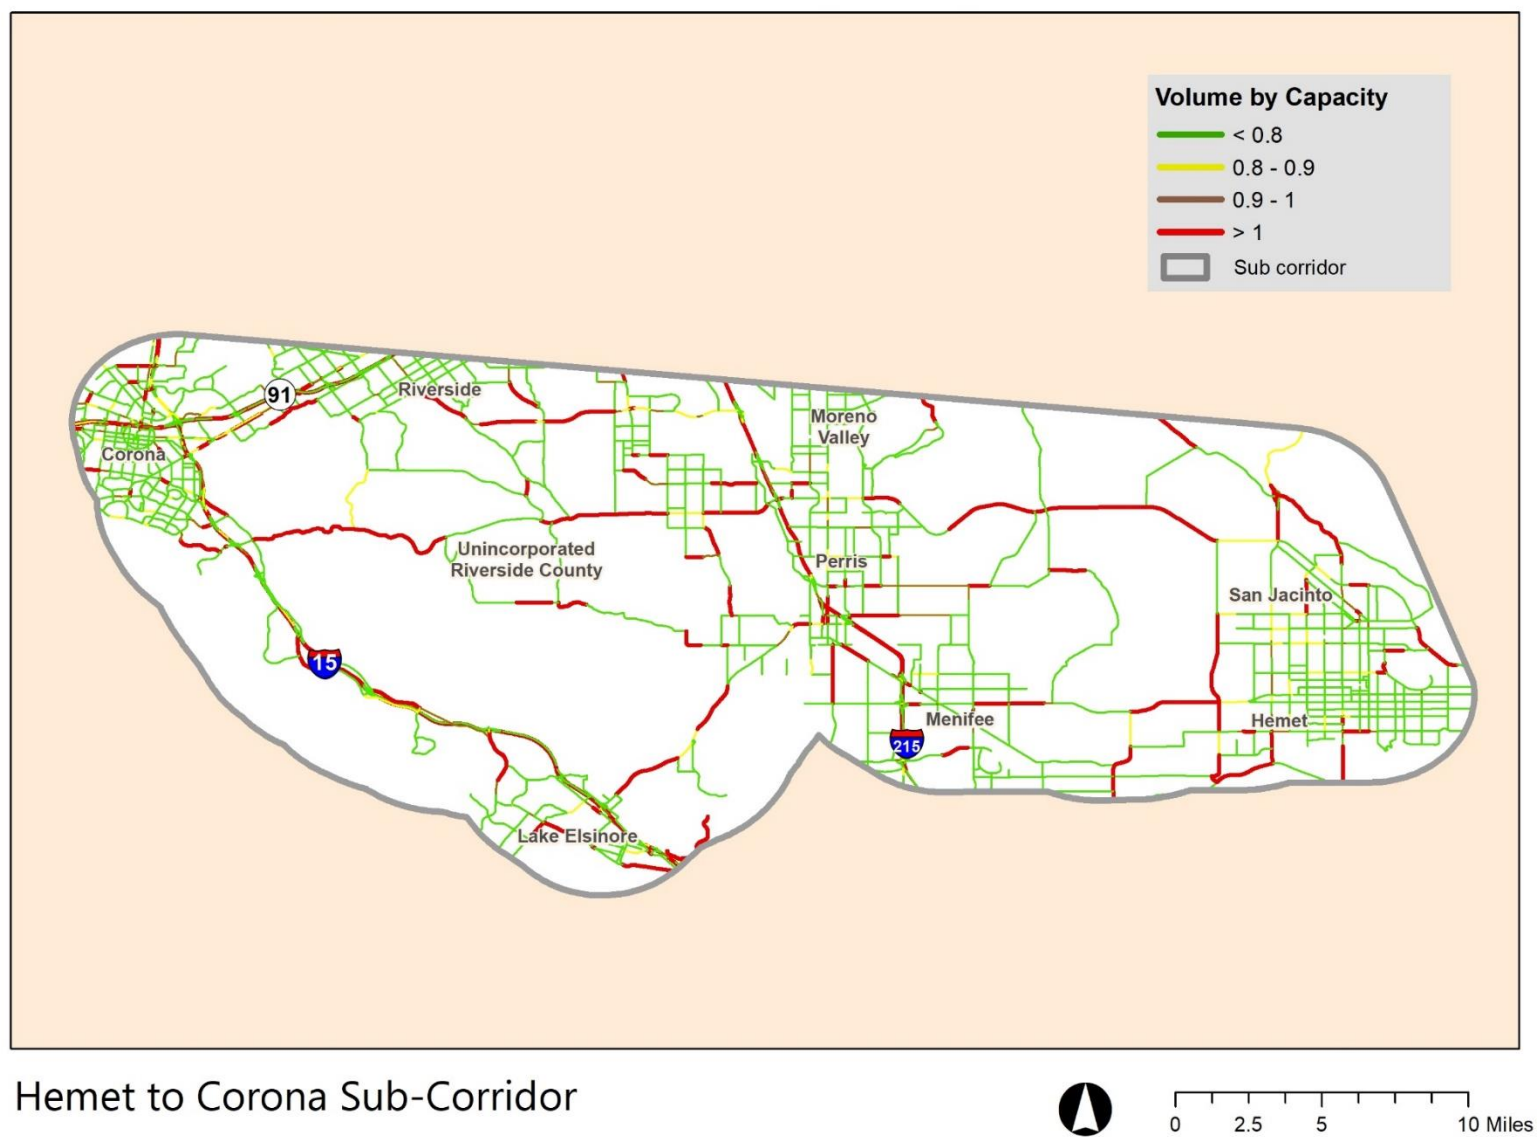 Volume by Capacity
< 0.8
0.8 - 0.9
0.9 - 1
> 1
Sub corridor
91
Riverside
Moreno
Valley
Corona
Unincorporated
Riverside County
Perris
San Jacinto
15
Menifee
Hemet
215
Lake Elsinore
Hemet to Corona Sub-Corridor
0 2.5 5 10 Miles